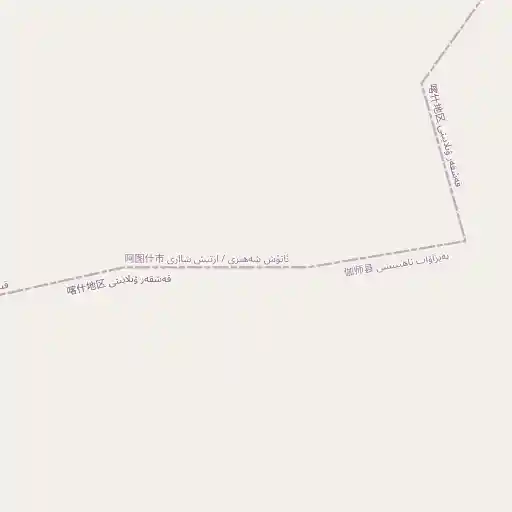 喀什地区 قەشقەر ۋىلايىتى
阿图什市 ئاتۇش شەھىرى / ارتىش شاارى
伽师县 پەيزاۋات ناھىيىسى
喀什地区 قەشقەر ۋىلايىتى